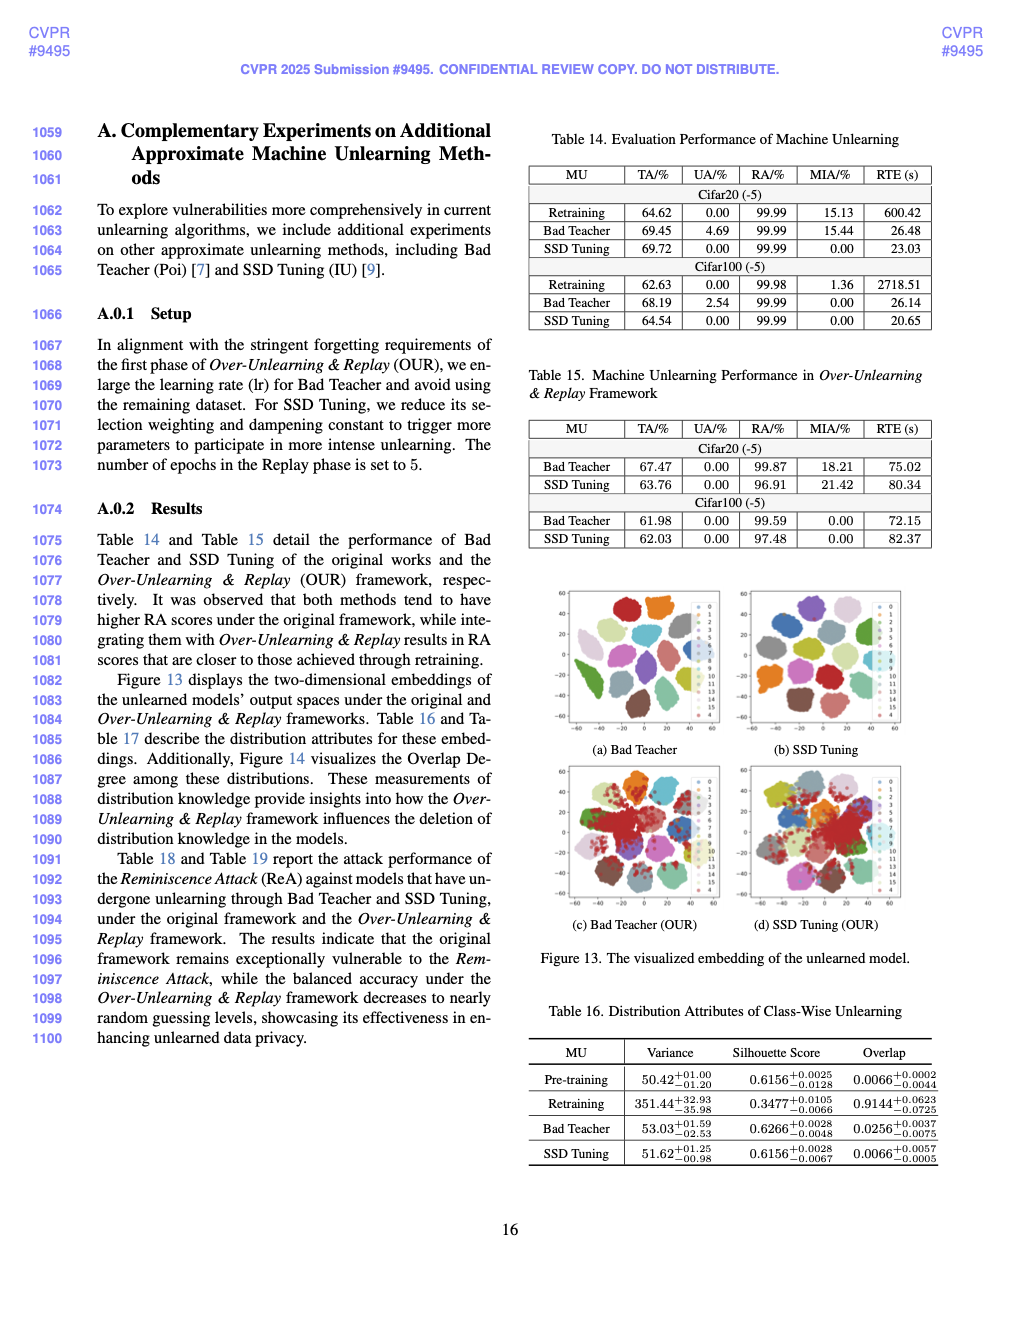 CVPR
#9495
CVPR
#9495
CVPR 2025 Submission #9495. CONFIDENTIAL REVIEW COPY. DO NOT DISTRIBUTE.
1059 A. Complementary Experiments on Additional
1060 Approximate Machine Unlearning Meth-
1061 ods
1062 To explore vulnerabilities more comprehensively in current
1063 unlearning algorithms, we include additional experiments
1064 on other approximate unlearning methods, including Bad
1065 Teacher (Poi) [7] and SSD Tuning (IU) [9].
1066 A.0.1 Setup
1067 In alignment with the stringent forgetting requirements of
1068 the first phase of Over-Unlearning & Replay (OUR), we en-
1069 large the learning rate (lr) for Bad Teacher and avoid using
1070 the remaining dataset. For SSD Tuning, we reduce its se-
1071 lection weighting and dampening constant to trigger more
1072 parameters to participate in more intense unlearning. The
1073 number of epochs in the Replay phase is set to 5.
1074 A.0.2 Results
1075 Table 14 and Table 15 detail the performance of Bad
1076 Teacher and SSD Tuning of the original works and the
1077 Over-Unlearning & Replay (OUR) framework, respec-
1078 tively. It was observed that both methods tend to have
1079 higher RA scores under the original framework, while inte-
1080 grating them with Over-Unlearning & Replay results in RA
1081 scores that are closer to those achieved through retraining.
1082 Figure 13 displays the two-dimensional embeddings of
1083 the unlearned models' output spaces under the original and
1084 Over-Unlearning & Replay frameworks. Table 16 and Ta-
1085 ble 17 describe the distribution attributes for these embed-
1086 dings. Additionally, Figure 14 visualizes the Overlap De-
1087 gree among these distributions. These measurements of
1088 distribution knowledge provide insights into how the Over-
1089 Unlearning & Replay framework influences the deletion of
1090 distribution knowledge in the models.
1091 Table 18 and Table 19 report the attack performance of
1092 the Reminiscence Attack (ReA) against models that have un-
1093 dergone unlearning through Bad Teacher and SSD Tuning,
1094 under the original framework and the Over-Unlearning &
1095 Replay framework. The results indicate that the original
1096 framework remains exceptionally vulnerable to the Rem-
1097 iniscence Attack, while the balanced accuracy under the
1098 Over-Unlearning & Replay framework decreases to nearly
1099 random guessing levels, showcasing its effectiveness in en-
1100 hancing unlearned data privacy.
Table 14. Evaluation Performance of Machine Unlearning
MU TA/% UA/% RA/% MIA/% RTE (s)
Cifar20 (-5)
Retraining 64.62 0.00 99.99 15.13 600.42
Bad Teacher 69.45 4.69 99.99 15.44 26.48
SSD Tuning 69.72 0.00 99.99 0.00 23.03
Cifar100 (-5)
Retraining 62.63 0.00 99.98 1.36 2718.51
Bad Teacher 68.19 2.54 99.99 0.00 26.14
SSD Tuning 64.54 0.00 99.99 0.00 20.65
Table 15. Machine Unlearning Performance in Over-Unlearning
& Replay Framework
MU TA/% UA/% RA/% MIA/% RTE (s)
Cifar20 (-5)
Bad Teacher 67.47 0.00 99.87 18.21 75.02
SSD Tuning 63.76 0.00 96.91 21.42 80.34
Cifar100 (-5)
Bad Teacher 61.98 0.00 99.59 0.00 72.15
SSD Tuning 62.03 0.00 97.48 0.00 82.37
(a) Bad Teacher
(b) SSD Tuning
(c) Bad Teacher (OUR)
(d) SSD Tuning (OUR)
Figure 13. The visualized embedding of the unlearned model.
Table 16. Distribution Attributes of Class-Wise Unlearning
MU Variance Silhouette Score Overlap
Pre-training 50.42+01.00−01.20 0.6156+0.0025−0.0128 0.0066+0.0002−0.0044
Retraining 351.44+32.93−35.98 0.3477+0.0105−0.0066 0.9144+0.0623−0.0725
Bad Teacher 53.03+01.59−02.53 0.6266+0.0028−0.0048 0.0256+0.0037−0.0075
SSD Tuning 51.62+01.25−00.98 0.6156+0.0028−0.0067 0.0066+0.0057−0.0005
16